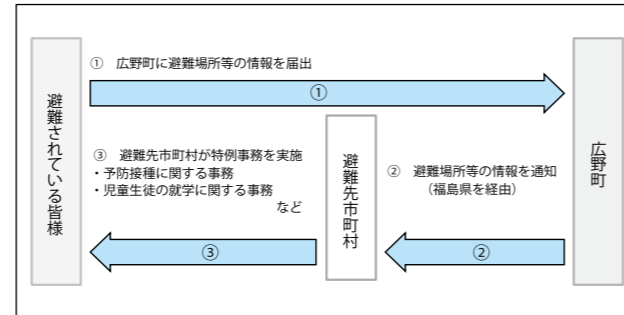 ① 広野町に避難場所等の情報を届出
①
避難されている皆様
③ 避難先市町村が特例事務を実施
・予防接種に関する事務
・児童生徒の就学に関する事務
など
③
避難先市町村
② 避難場所等の情報を通知
（福島県を経由）
②
広野町